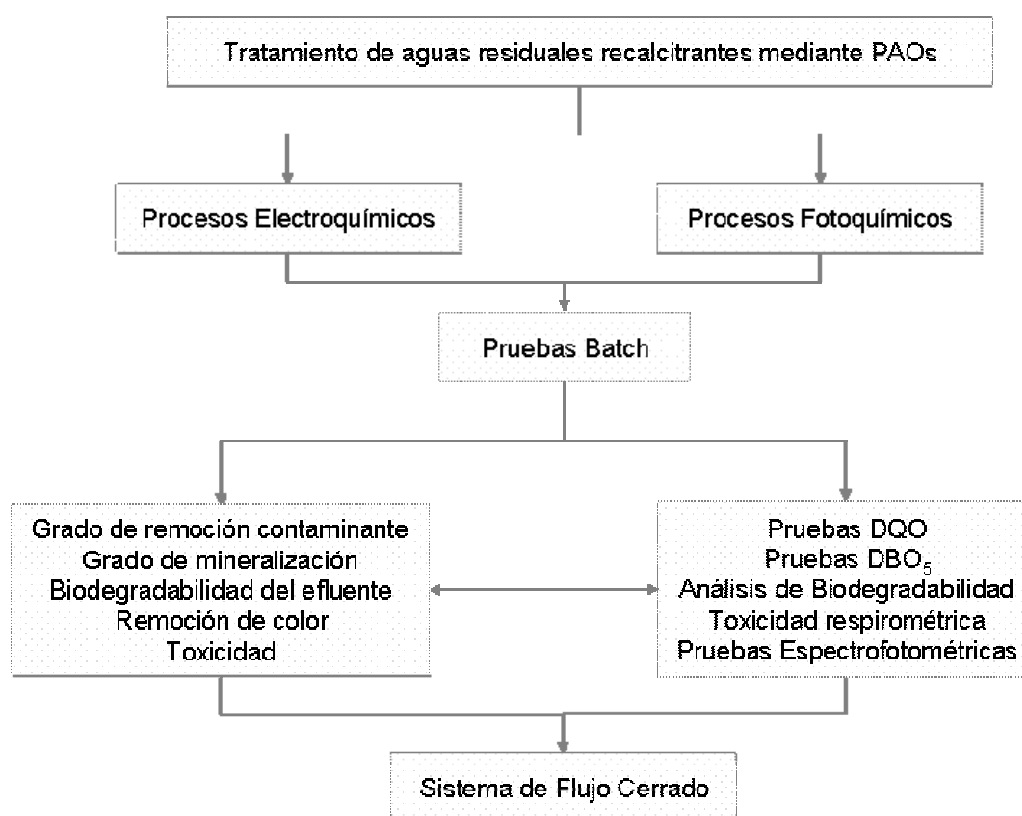 Tratamiento de aguas residuales recalcitrantes mediante PAOs
Procesos Electroquímicos
Procesos Fotoquímicos
Pruebas Batch
Grado de remoción contaminante
Grado de mineralización
Biodegradabilidad del efluente
Remoción de color
Toxicidad
Pruebas DQO
Pruebas DBO5
Análisis de Biodegradabilidad
Toxicidad respirométrica
Pruebas Espectrofotométricas
Sistema de Flujo Cerrado